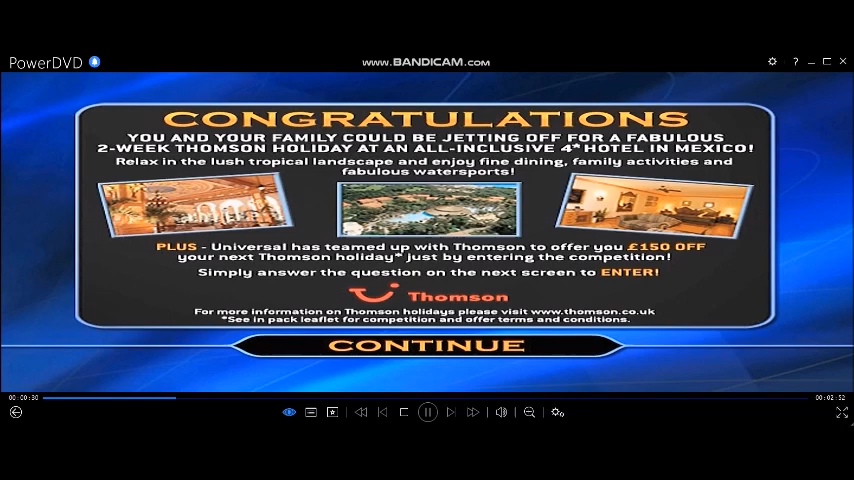 PowerDVD
www.BANDICAM.com
?
CONGRATULATIONS
YOU AND YOUR FAMILY COULD BE JETTING OFF FOR A FABULOUS
2-WEEK THOMSON HOLIDAY AT AN ALL-INCLUSIVE 4* HOTEL IN MEXICO!
Relax in the lush tropical landscape and enjoy fine dining, family activities and
fabulous watersports!
PLUS - Universal has teamed up with Thomson to offer you £150 OFF
your next Thomson holiday* just by entering the competition!
Simply answer the question on the next screen to ENTER!
Thomson
For more information on Thomson holidays please visit www.thomson.co.uk
*See in pack leaflet for competition and offer terms and conditions.
CONTINUE
00:00:30
00:02:52